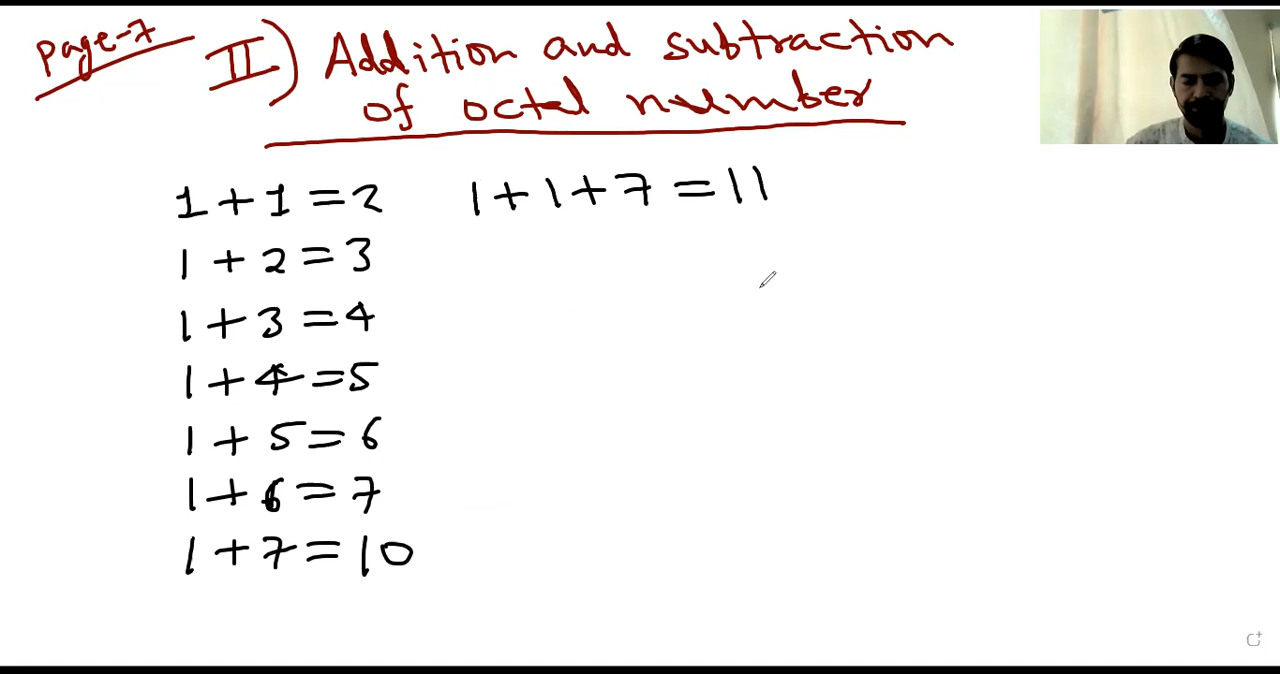 Page-7
II) Addition and subtraction
of octal number
1 + 1 = 2
1 + 2 = 3
1 + 3 = 4
1 + 4 = 5
1 + 5 = 6
1 + 6 = 7
1 + 7 = 10
1 + 1 + 7 = 11